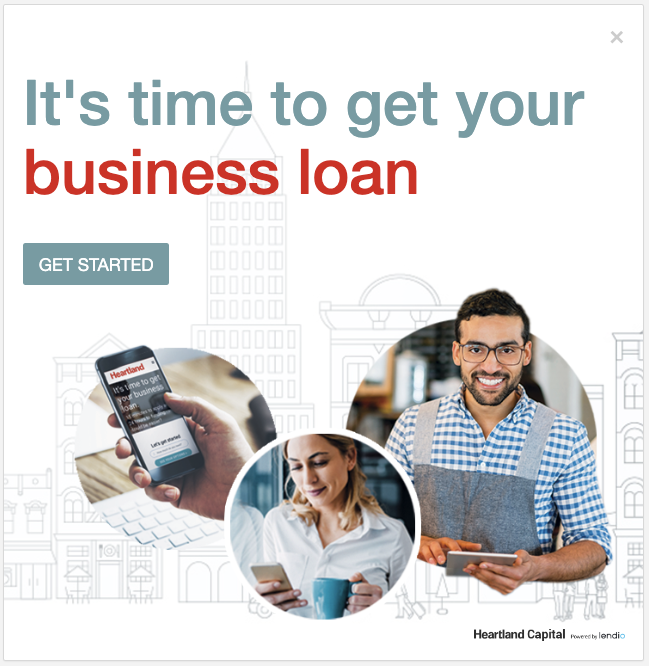 ×
It's time to get your
business loan
GET STARTED
Heartland
It's time to get
your business
loan
Let's get started
Heartland Capital Powered by lendio